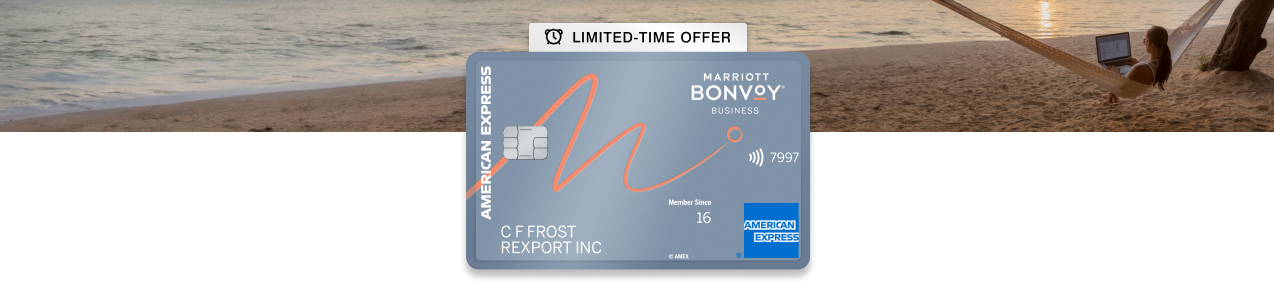 LIMITED-TIME OFFER
AMERICAN EXPRESS
MARRIOTT
BONVOY®
BUSINESS
7997
Member Since
16
C F FROST
REXPORT INC
© AMEX
AMERICAN
EXPRESS
®